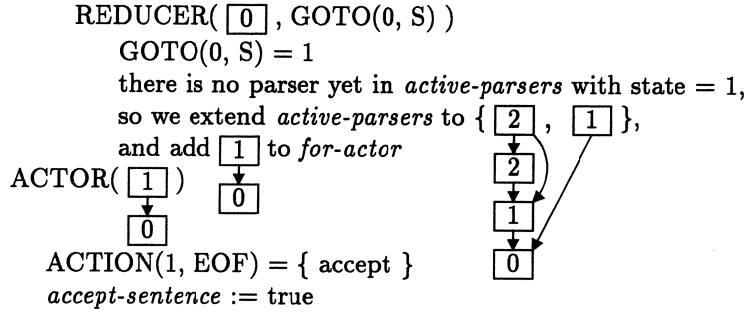 REDUCER( 0 , GOTO(0, S) )
GOTO(0, S) = 1
there is no parser yet in active-parsers with state = 1,
so we extend active-parsers to { 2 , 1 },
and add 1 to for-actor
2
ACTOR( 1 )
0
1
0
0
ACTION(1, EOF) = { accept }
accept-sentence := true